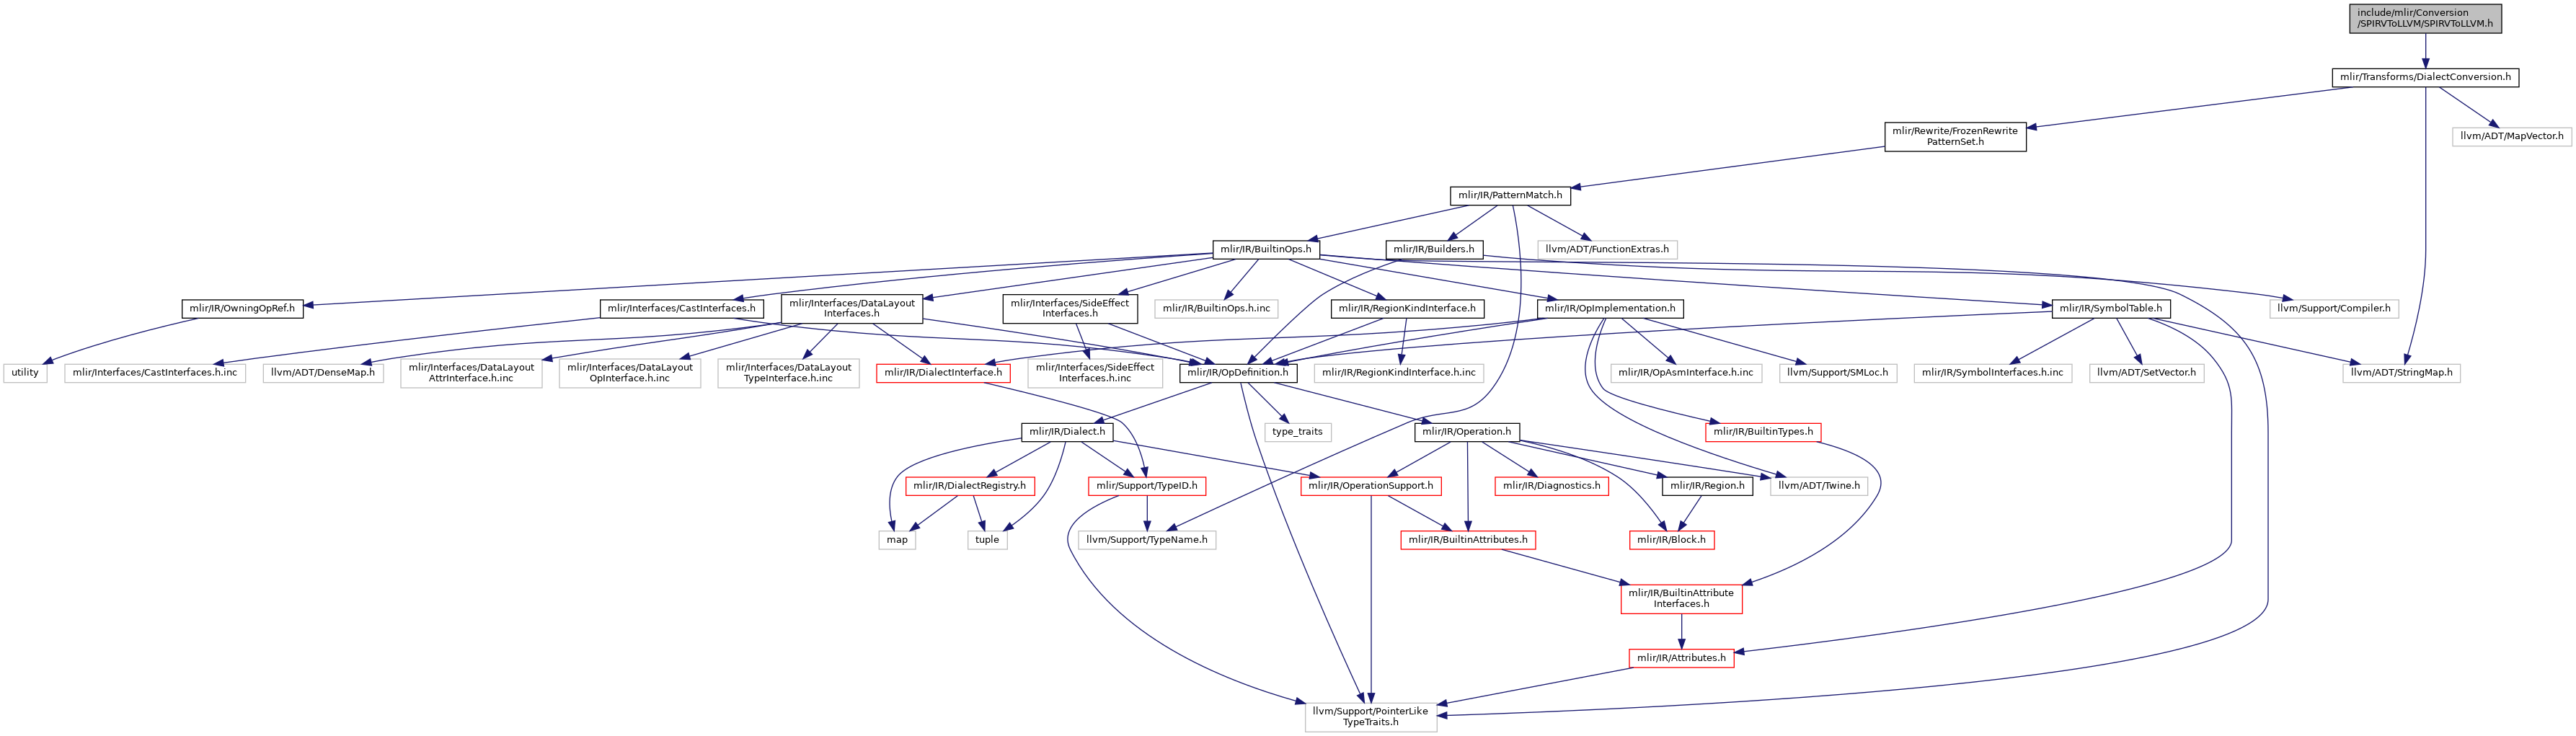 include/mlir/Conversion
/SPIRVToLLVM/SPIRVToLLVM.h
mlir/Transforms/DialectConversion.h
mlir/Rewrite/FrozenRewrite
PatternSet.h
llvm/ADT/MapVector.h
mlir/IR/PatternMatch.h
mlir/IR/BuiltinOps.h
mlir/IR/Builders.h
llvm/ADT/FunctionExtras.h
mlir/IR/OwningOpRef.h
mlir/Interfaces/CastInterfaces.h
mlir/Interfaces/DataLayout
Interfaces.h
mlir/Interfaces/SideEffect
Interfaces.h
mlir/IR/BuiltinOps.h.inc
mlir/IR/RegionKindInterface.h
mlir/IR/OpImplementation.h
mlir/IR/SymbolTable.h
llvm/Support/Compiler.h
utility
mlir/Interfaces/CastInterfaces.h.inc
llvm/ADT/DenseMap.h
mlir/Interfaces/DataLayout
AttrInterface.h.inc
mlir/Interfaces/DataLayout
OpInterface.h.inc
mlir/Interfaces/DataLayout
TypeInterface.h.inc
mlir/IR/DialectInterface.h
mlir/Interfaces/SideEffect
Interfaces.h.inc
mlir/IR/OpDefinition.h
mlir/IR/RegionKindInterface.h.inc
mlir/IR/OpAsmInterface.h.inc
llvm/Support/SMLoc.h
mlir/IR/SymbolInterfaces.h.inc
llvm/ADT/SetVector.h
llvm/ADT/StringMap.h
mlir/IR/Dialect.h
type_traits
mlir/IR/Operation.h
mlir/IR/BuiltinTypes.h
mlir/IR/DialectRegistry.h
mlir/Support/TypeID.h
mlir/IR/OperationSupport.h
mlir/IR/Diagnostics.h
mlir/IR/Region.h
llvm/ADT/Twine.h
map
tuple
llvm/Support/TypeName.h
mlir/IR/BuiltinAttributes.h
mlir/IR/Block.h
mlir/IR/BuiltinAttribute
Interfaces.h
mlir/IR/Attributes.h
llvm/Support/PointerLike
TypeTraits.h